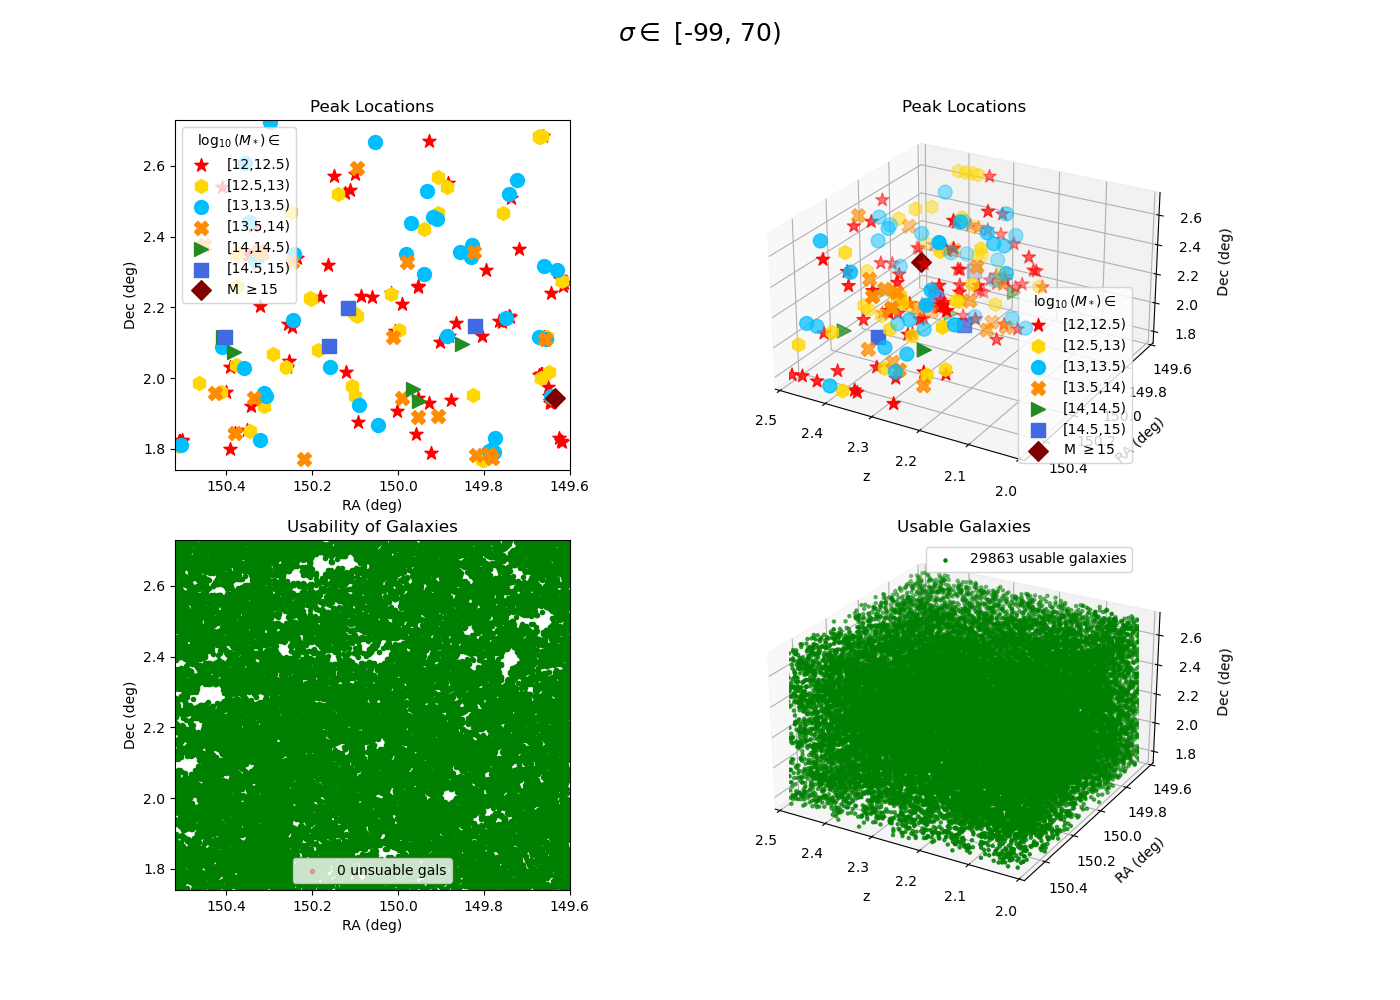 σ ∈ [-99, 70)
Peak Locations
log₁₀(M*) ∈
[12,12.5)
[12.5,13)
[13,13.5)
[13.5,14)
[14,14.5)
[14.5,15)
M ≥15
2.6
2.4
2.2
2.0
1.8
Dec (deg)
150.4 150.2 150.0 149.8 149.6
RA (deg)
Peak Locations
log₁₀(M*) ∈
[12,12.5)
[12.5,13)
[13,13.5)
[13.5,14)
[14,14.5)
[14.5,15)
M ≥15
2.6
2.4
2.2
2.0
1.8
Dec (deg)
149.6
149.8
150.0
150.2
150.4
RA (deg)
2.5
2.4
2.3
2.2
2.1
2.0
z
Usability of Galaxies
2.6
2.4
2.2
2.0
1.8
Dec (deg)
0 unsuable gals
150.4 150.2 150.0 149.8 149.6
RA (deg)
Usable Galaxies
29863 usable galaxies
2.6
2.4
2.2
2.0
1.8
Dec (deg)
149.6
149.8
150.0
150.2
150.4
RA (deg)
2.5
2.4
2.3
2.2
2.1
2.0
z